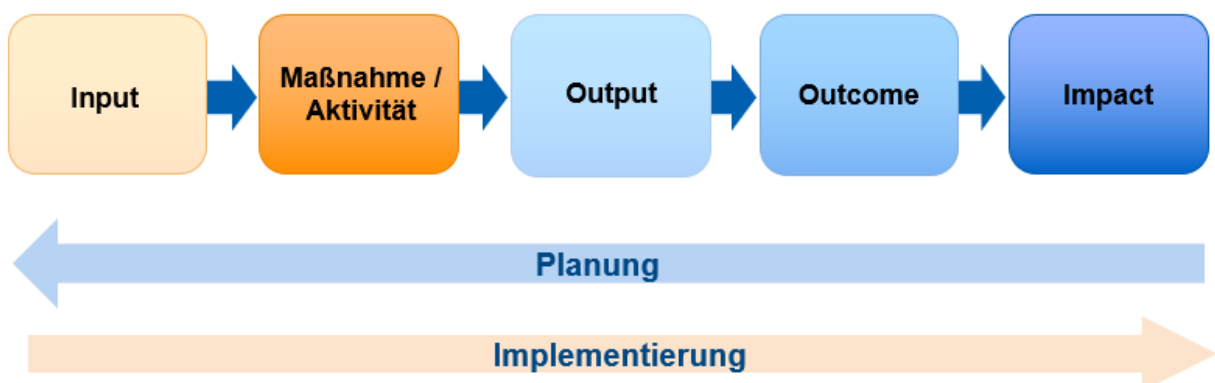 Input
Maßnahme /
Aktivität
Output
Outcome
Impact
Planung
Implementierung